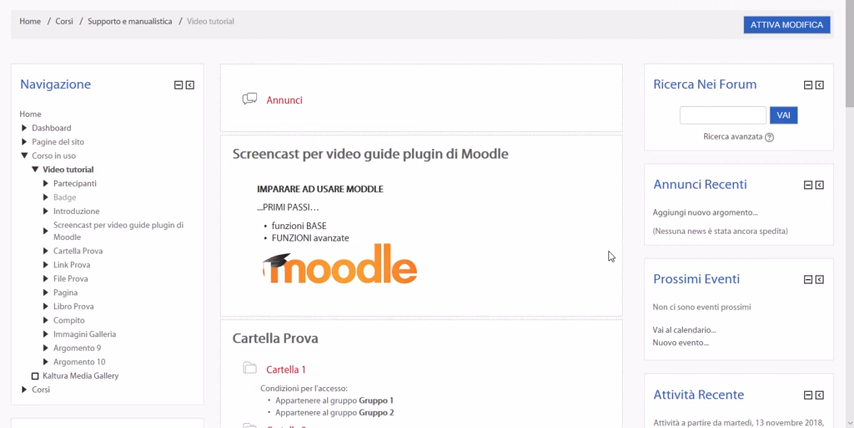 Home / Corsi / Supporto e manualistica / Video tutorial
ATTIVA MODIFICA
Navigazione
Home
Dashboard
Pagine del sito
Corso in uso
Video tutorial
Partecipanti
Badge
Introduzione
Screencast per video guide plugin di
Moodle
Cartella Prova
Link Prova
File Prova
Pagina
Libro Prova
Compito
Immagini Galleria
Argomento 9
Argomento 10
Kaltura Media Gallery
Corsi
Annunci
Screencast per video guide plugin di Moodle
IMPARARE AD USARE MODDLE
...PRIMI PASSI...
• funzioni BASE
• FUNZIONI avanzate
moodle
Cartella Prova
Cartella 1
Condizioni per l'accesso:
• Appartenere al gruppo Gruppo 1
• Appartenere al gruppo Gruppo 2
Ricerca Nei Forum
VAI
Ricerca avanzata
Annunci Recenti
Aggiungi nuovo argomento...
(Nessuna news è stata ancora spedita)
Prossimi Eventi
Non ci sono eventi prossimi
Vai al calendario...
Nuovo evento...
Attività Recente
Attività a partire da martedì, 13 novembre 2018,